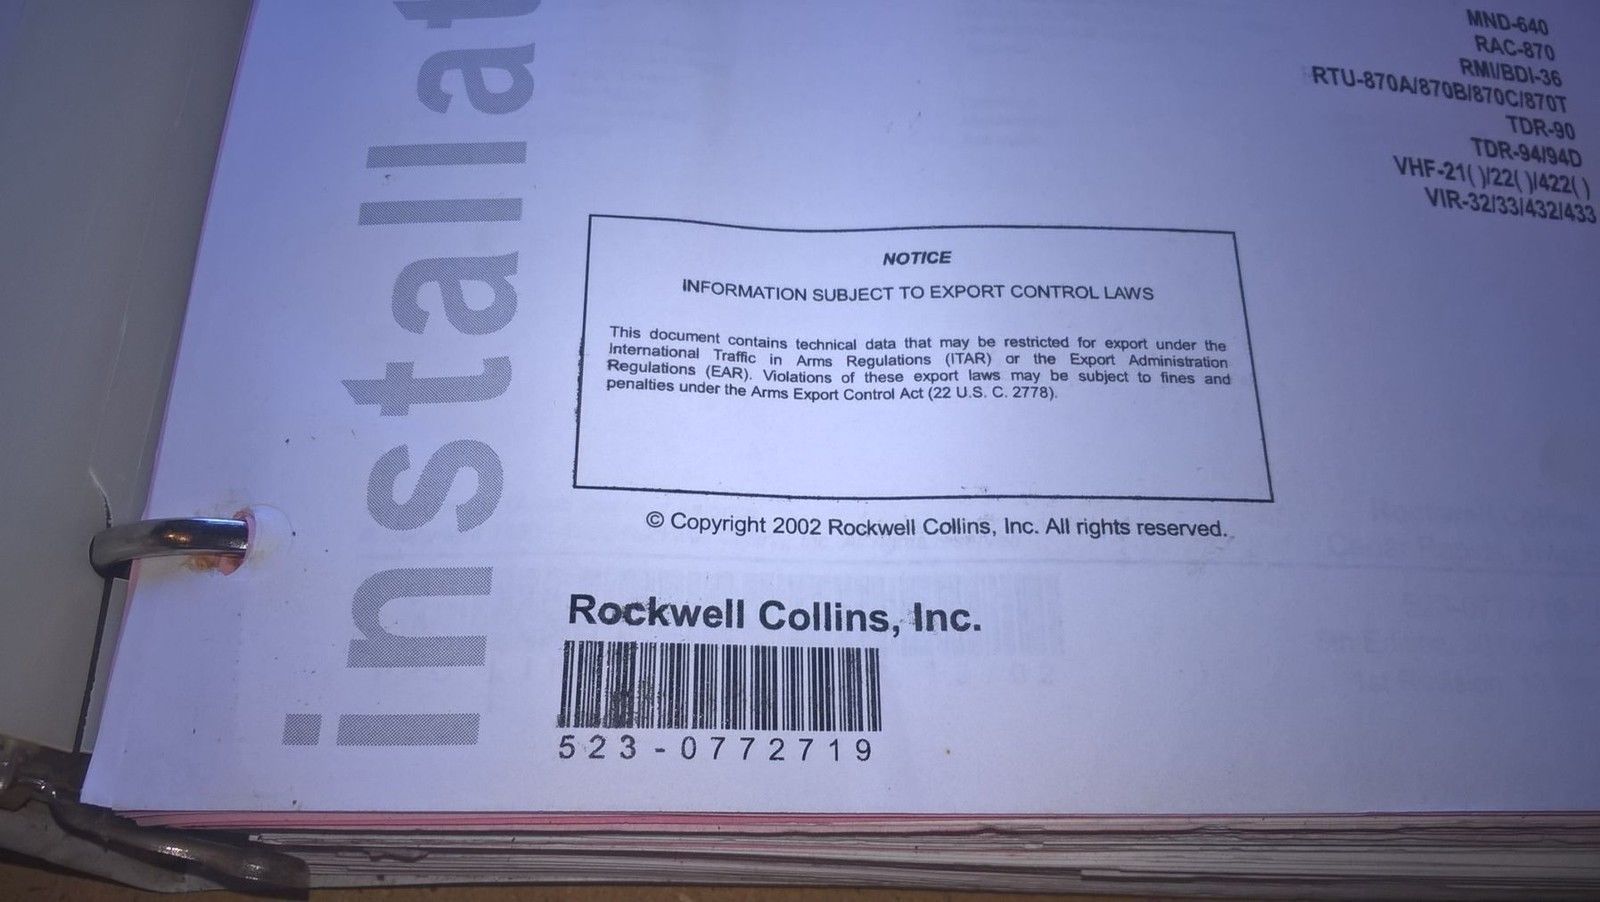 installat
MND-640
RAC-870
RMI/BDI-36
RTU-870A/870B/870C/870T
TDR-90
TDR-94/94D
VHF-21( )/22( )/422( )
VIR-32/33/432/433
NOTICE
INFORMATION SUBJECT TO EXPORT CONTROL LAWS
This document contains technical data that may be restricted for export under the
International Traffic in Arms Regulations (ITAR) or the Export Administration
Regulations (EAR). Violations of these export laws may be subject to fines and
penalties under the Arms Export Control Act (22 U.S. C. 2778).
© Copyright 2002 Rockwell Collins, Inc. All rights reserved.
Rockwell Collins, Inc.
523-0772719